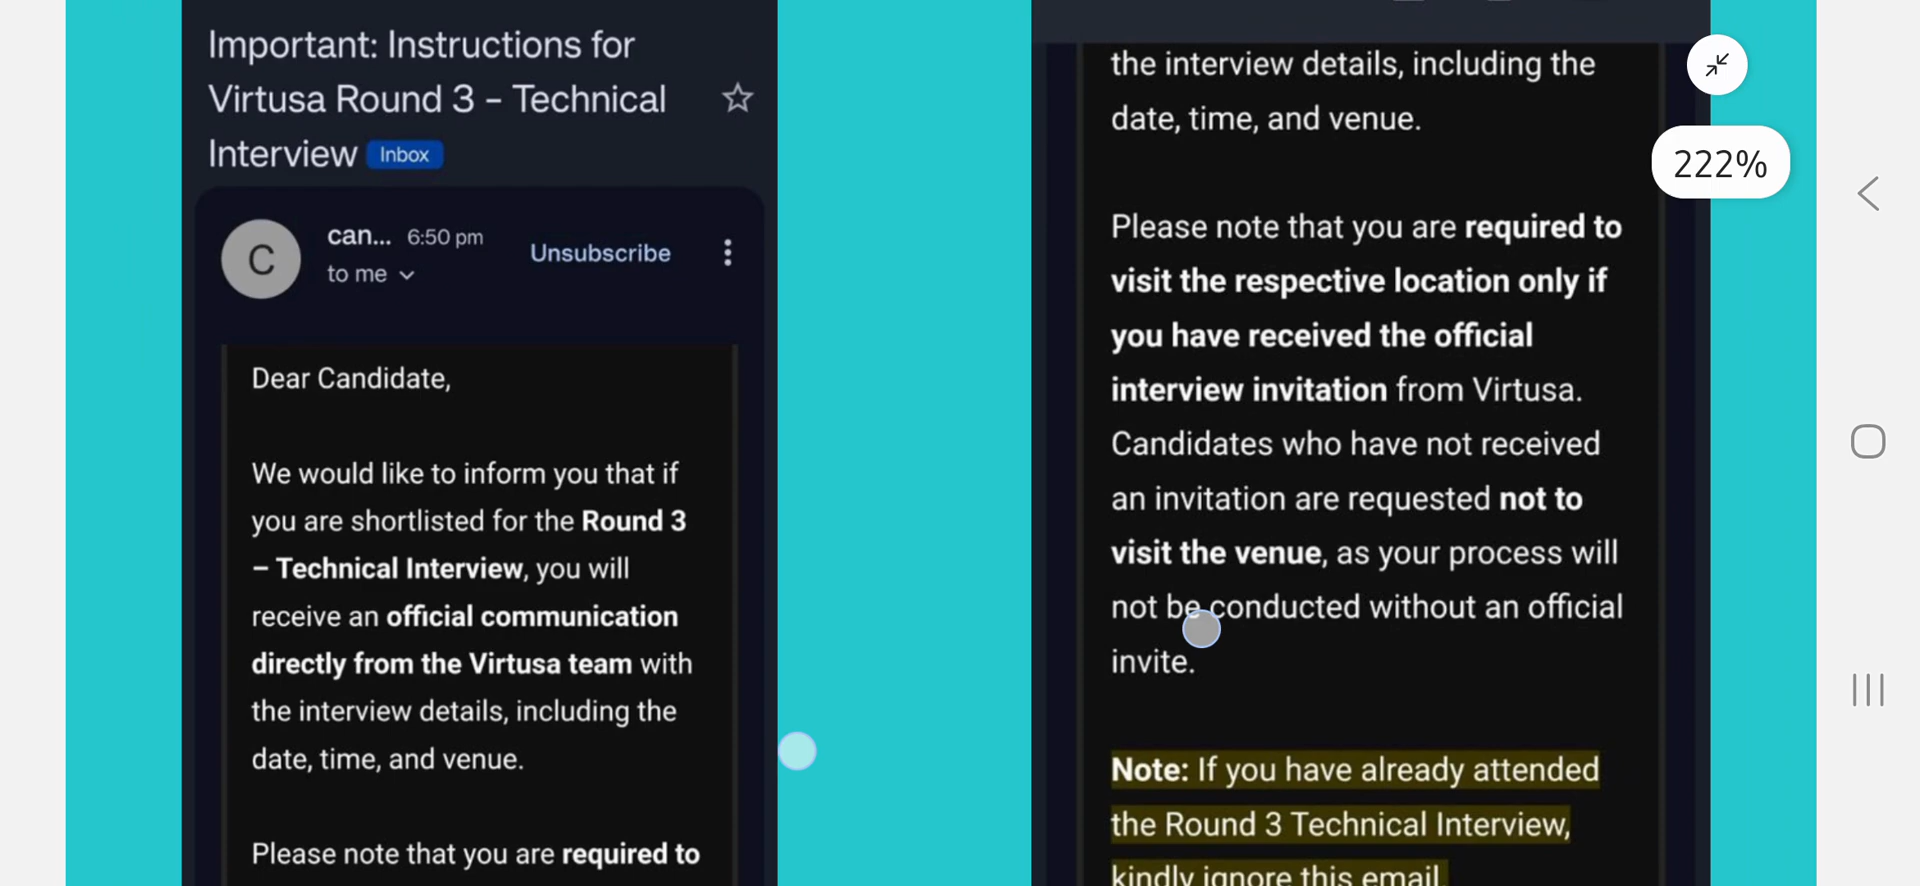 Important: Instructions for
Virtusa Round 3 – Technical
Interview Inbox
C
can... 6:50 pm
to me
Unsubscribe
Dear Candidate,
We would like to inform you that if
you are shortlisted for the Round 3
– Technical Interview, you will
receive an official communication
directly from the Virtusa team with
the interview details, including the
date, time, and venue.
Please note that you are required to
the interview details, including the
date, time, and venue.
Please note that you are required to
visit the respective location only if
you have received the official
interview invitation from Virtusa.
Candidates who have not received
an invitation are requested not to
visit the venue, as your process will
not be conducted without an official
invite.
Note: If you have already attended
the Round 3 Technical Interview,
kindly ignore this email
222%